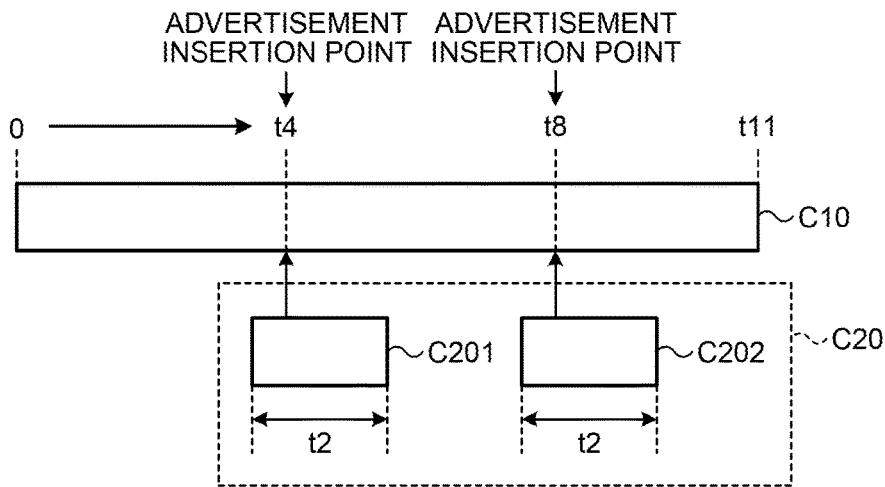 ADVERTISEMENT INSERTION POINT
ADVERTISEMENT INSERTION POINT
0
t4
t8
t11
C10
C201
C202
C20
t2
t2